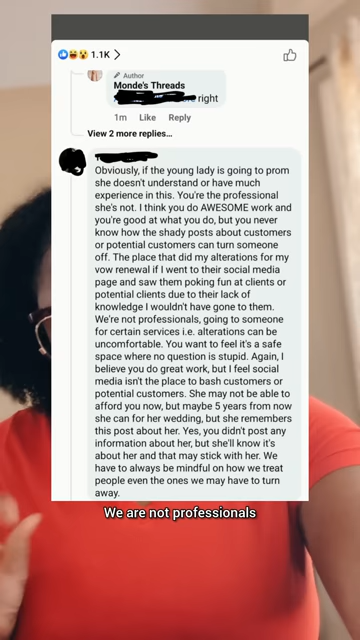 1.1K
Author
Monde's Threads
right
1m Like Reply
View 2 more replies...
Obviously, if the young lady is going to prom
she doesn't understand or have much
experience in this. You're the professional
she's not. I think you do AWESOME work and
you're good at what you do, but you never
know how the shady posts about customers
or potential customers can turn someone
off. The place that did my alterations for my
vow renewal if I went to their social media
page and saw them poking fun at clients or
potential clients due to their lack of
knowledge I wouldn't have gone to them.
We're not professionals, going to someone
for certain services i.e. alterations can be
uncomfortable. You want to feel it's a safe
space where no question is stupid. Again, I
believe you do great work, but I feel social
media isn't the place to bash customers or
potential customers. She may not be able to
afford you now, but maybe 5 years from now
she can for her wedding, but she remembers
this post about her. Yes, you didn't post any
information about her, but she'll know it's
about her and that may stick with her. We
have to always be mindful on how we treat
people even the ones we may have to turn
away.
We are not professionals